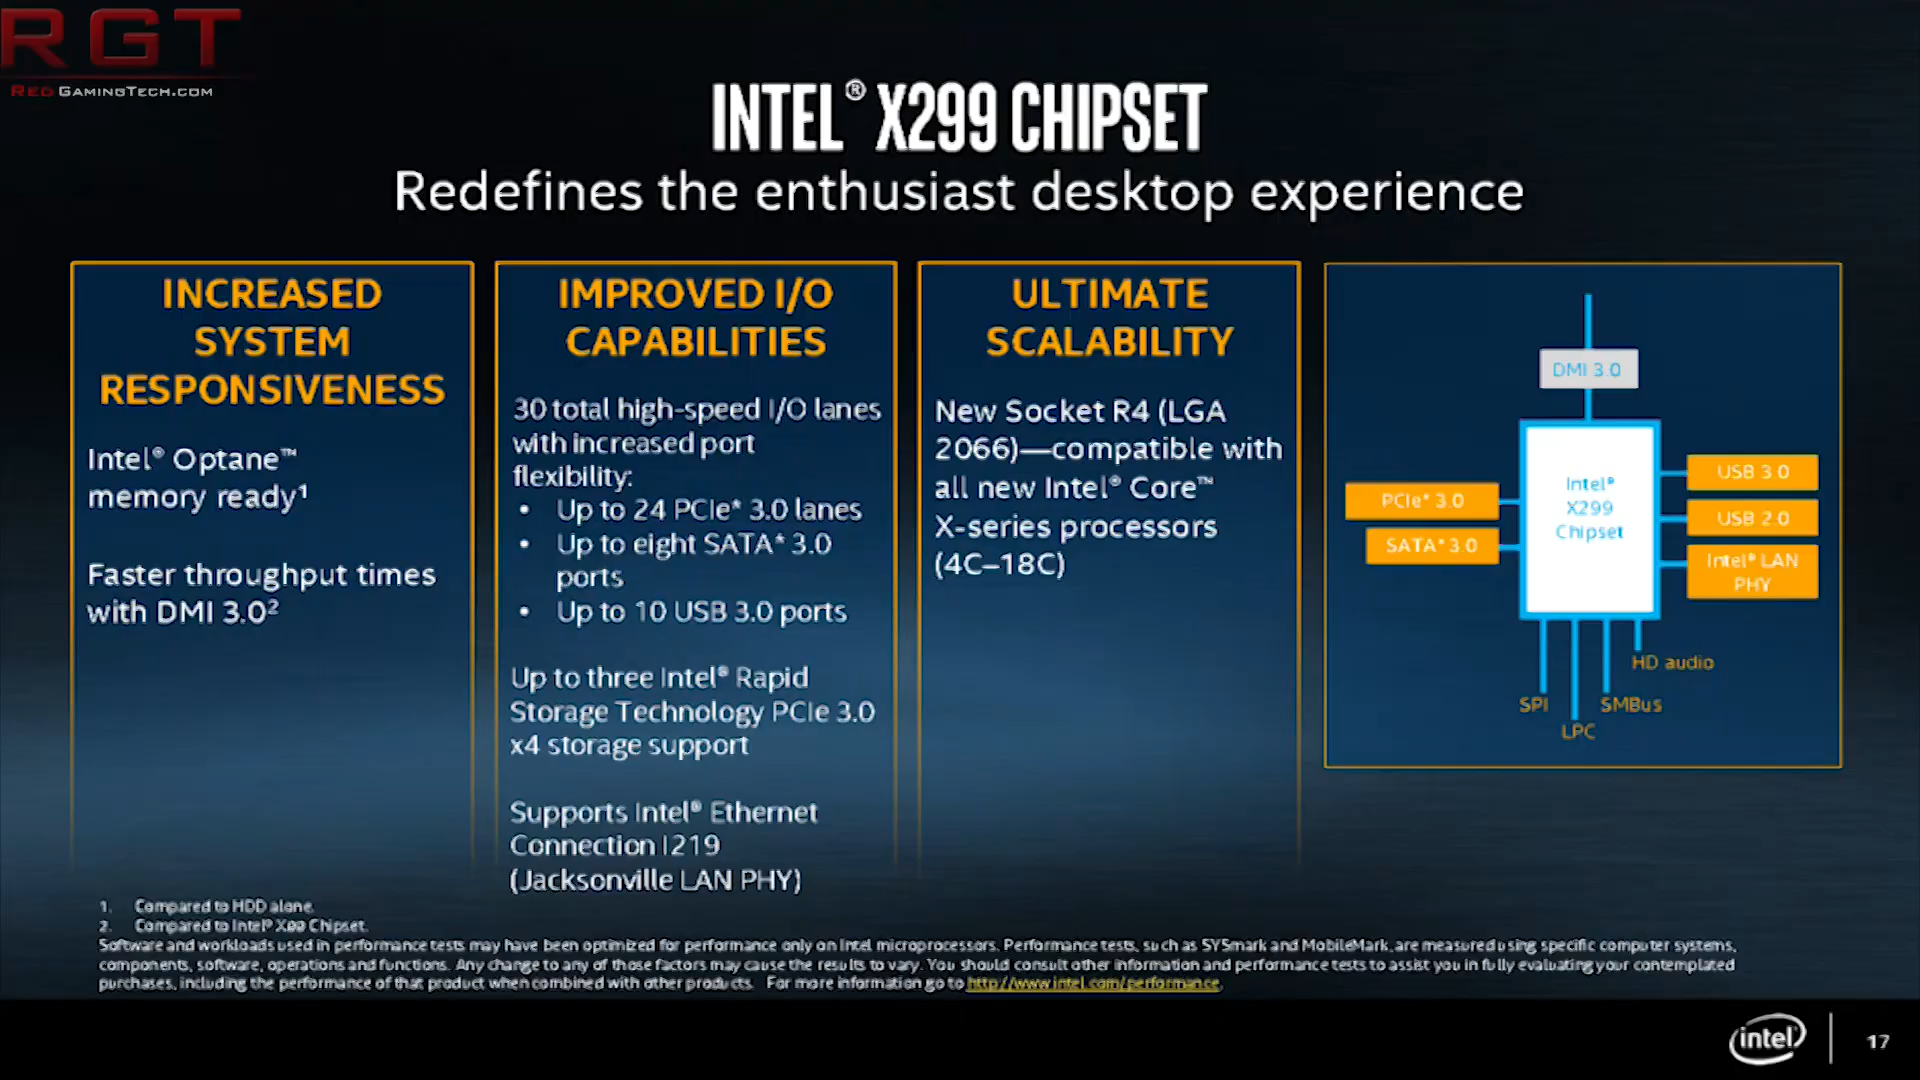 RGT
REDGAMINGTECH.COM
INTEL® X299 CHIPSET
Redefines the enthusiast desktop experience
INCREASED
SYSTEM
RESPONSIVENESS
Intel® Optane™
memory ready¹
Faster throughput times
with DMI 3.0²
IMPROVED I/O
CAPABILITIES
30 total high-speed I/O lanes
with increased port
flexibility:
• Up to 24 PCIe* 3.0 lanes
• Up to eight SATA* 3.0
ports
• Up to 10 USB 3.0 ports
Up to three Intel® Rapid
Storage Technology PCIe 3.0
x4 storage support
Supports Intel® Ethernet
Connection I219
(Jacksonville LAN PHY)
ULTIMATE
SCALABILITY
New Socket R4 (LGA
2066)—compatible with
all new Intel® Core™
X-series processors
(4C–18C)
DMI 3.0
Intel®
X299
Chipset
PCIe* 3.0
SATA* 3.0
USB 3.0
USB 2.0
Intel® LAN
PHY
HD audio
SPI
SMBus
LPC
1. Compared to HDD alone.
2. Compared to Intel® X99 Chipset.
Software and workloads used in performance tests may have been optimized for performance only on Intel microprocessors. Performance tests, such as SYSmark and MobileMark, are measured using specific computer systems,
components, software, operations and functions. Any change to any of those factors may cause the results to vary. You should consult other information and performance tests to assist you in fully evaluating your contemplated
purchases, including the performance of that product when combined with other products. For more information go to http://www.intel.com/performance.
intel
17